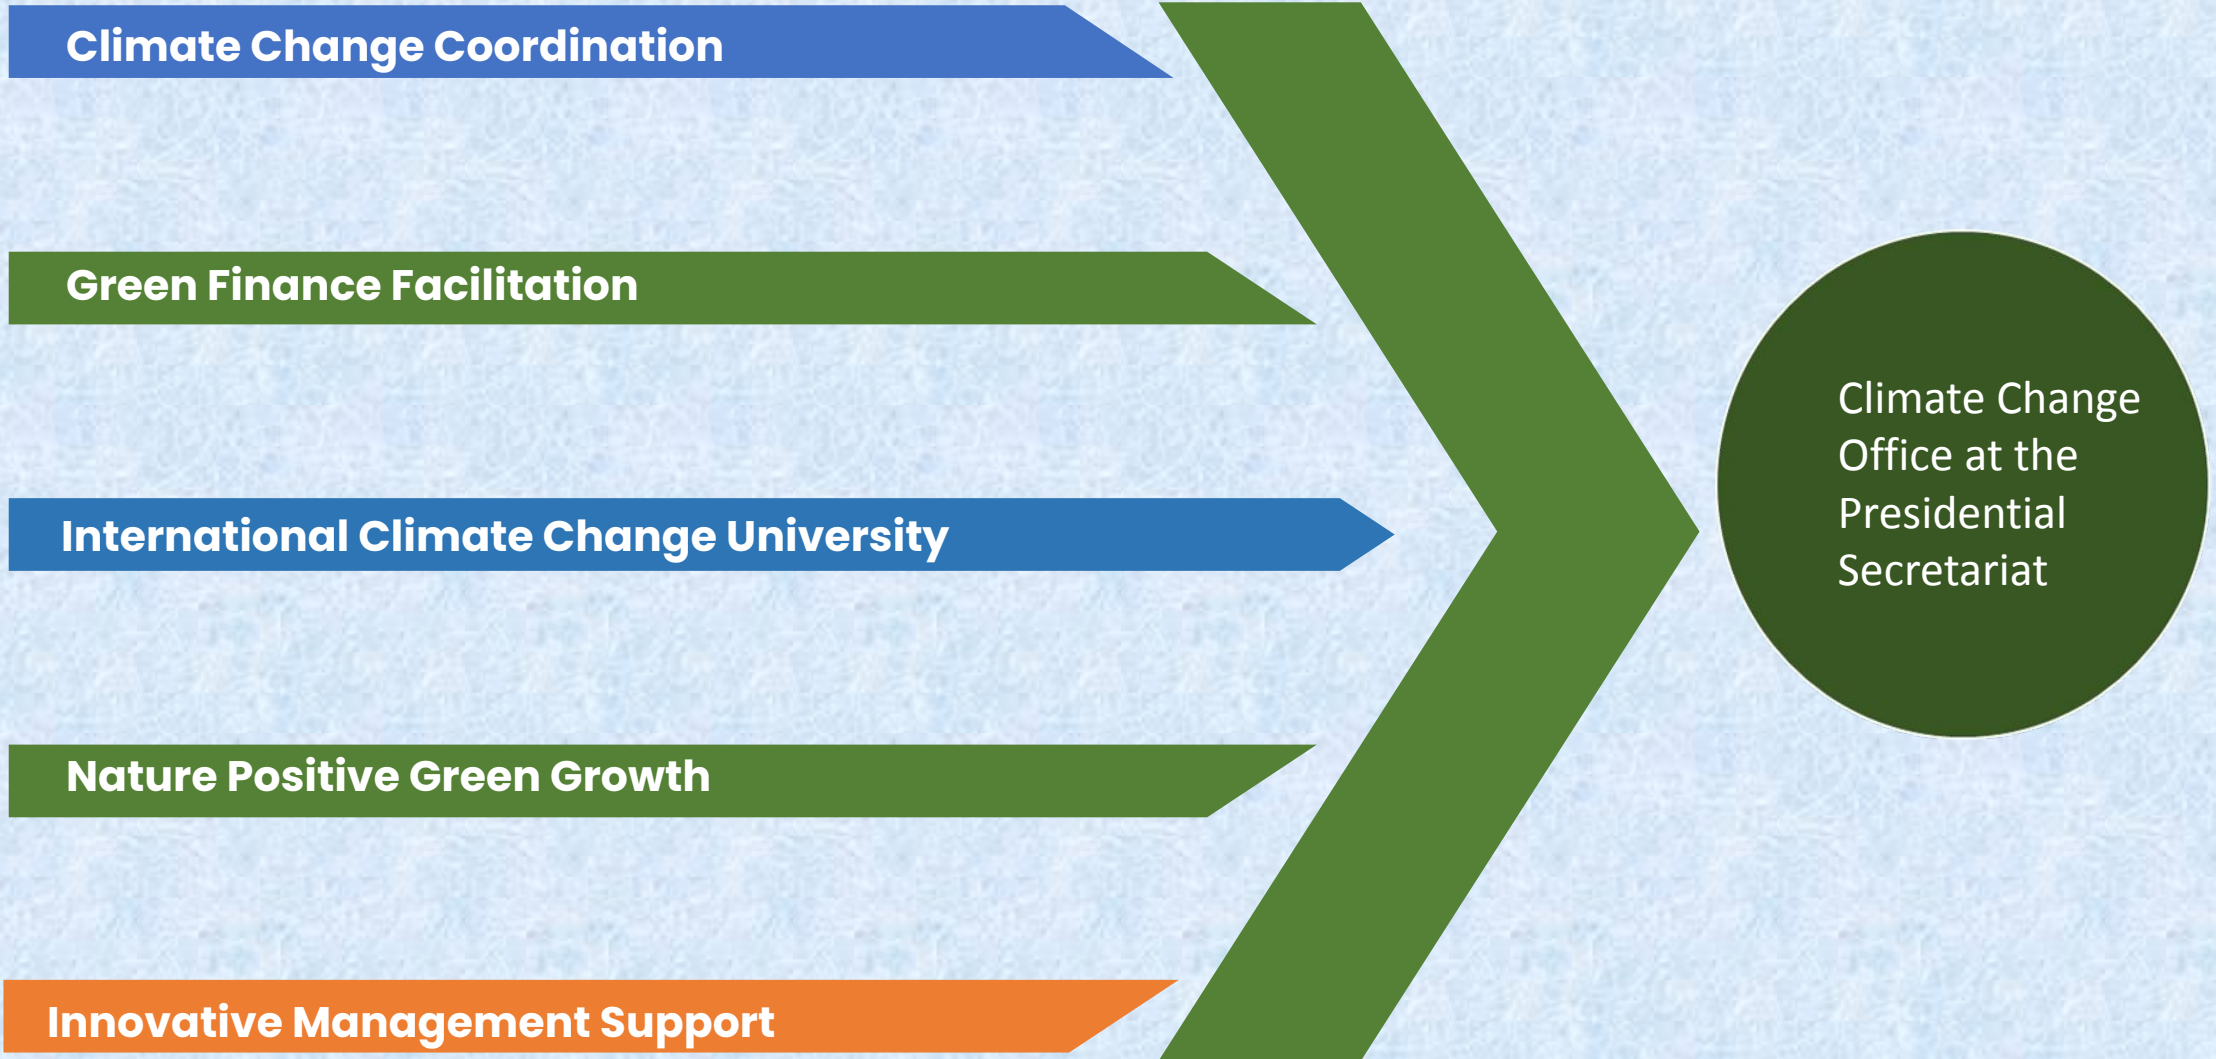 Climate Change Coordination
Green Finance Facilitation
International Climate Change University
Nature Positive Green Growth
Innovative Management Support
Climate Change
Office at the
Presidential
Secretariat